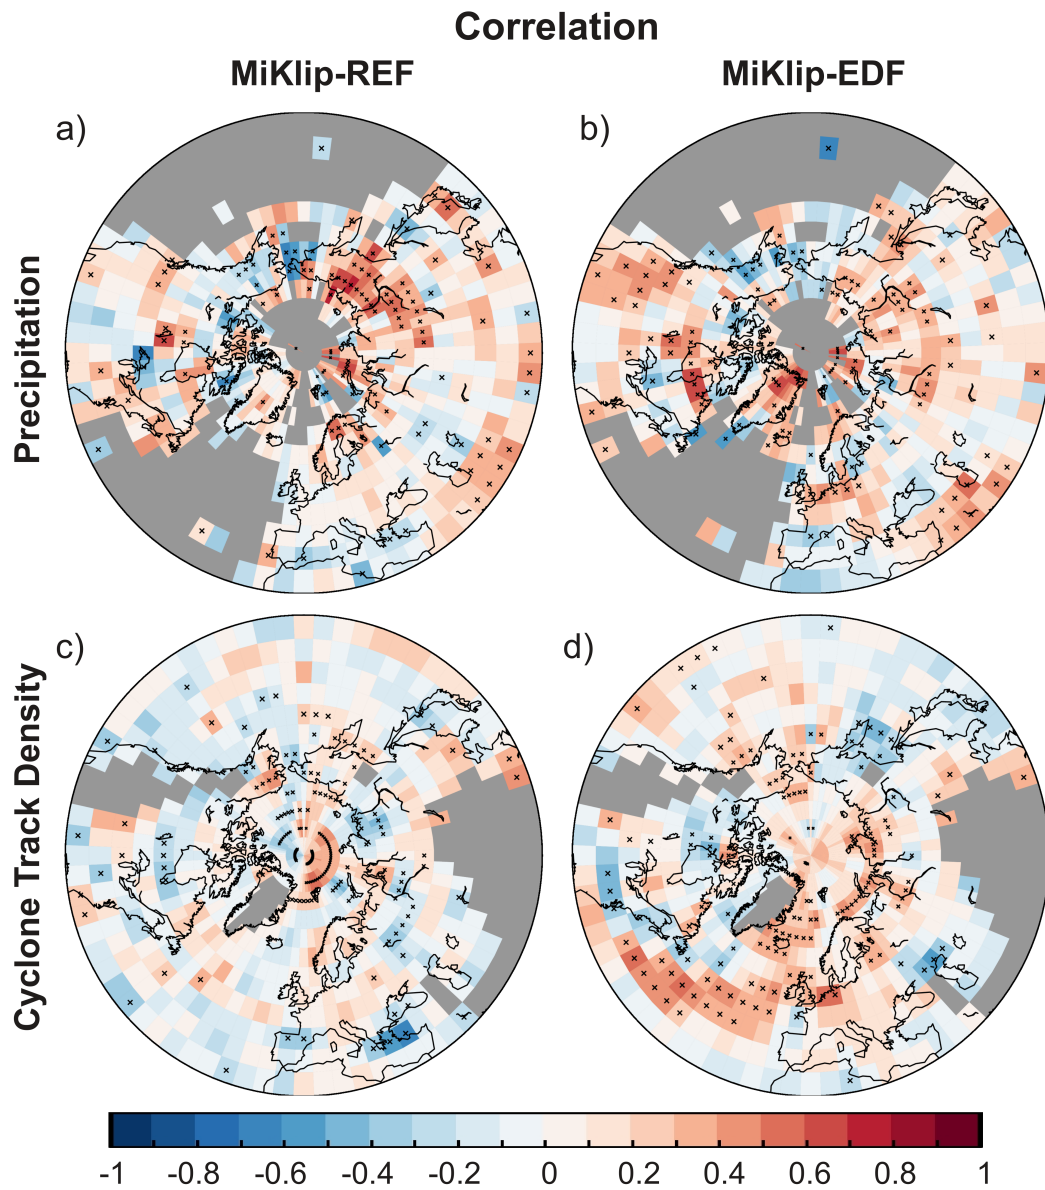 Correlation
MiKlip-REF MiKlip-EDF
a) b)
Precipitation
c) d)
Cyclone Track Density
-1 -0.8 -0.6 -0.4 -0.2 0 0.2 0.4 0.6 0.8 1